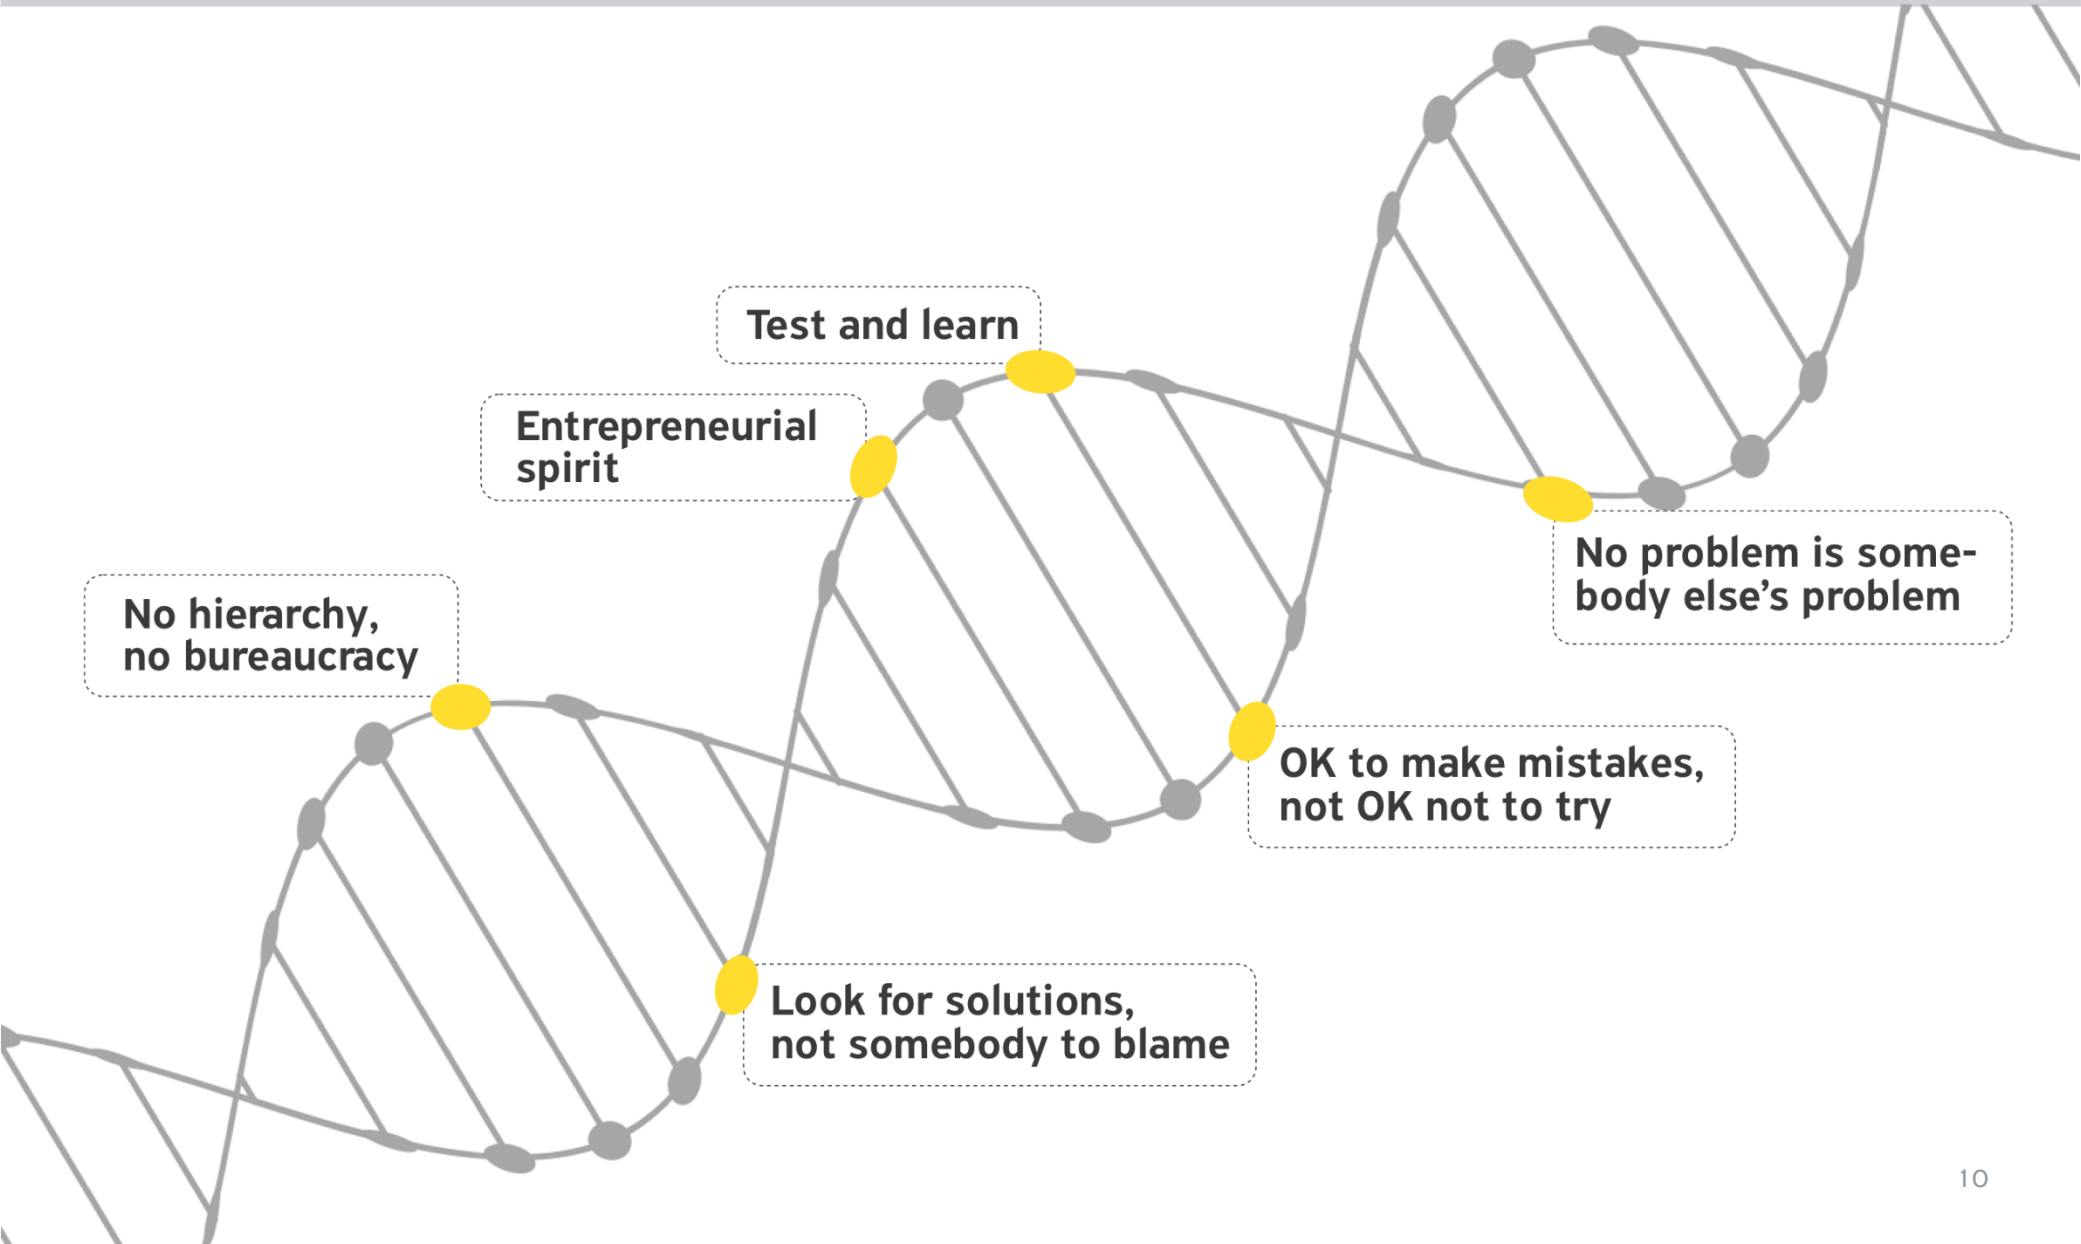 Test and learn
Entrepreneurial
spirit
No problem is some-
body else's problem
No hierarchy,
no bureaucracy
OK to make mistakes,
not OK not to try
Look for solutions,
not somebody to blame
10